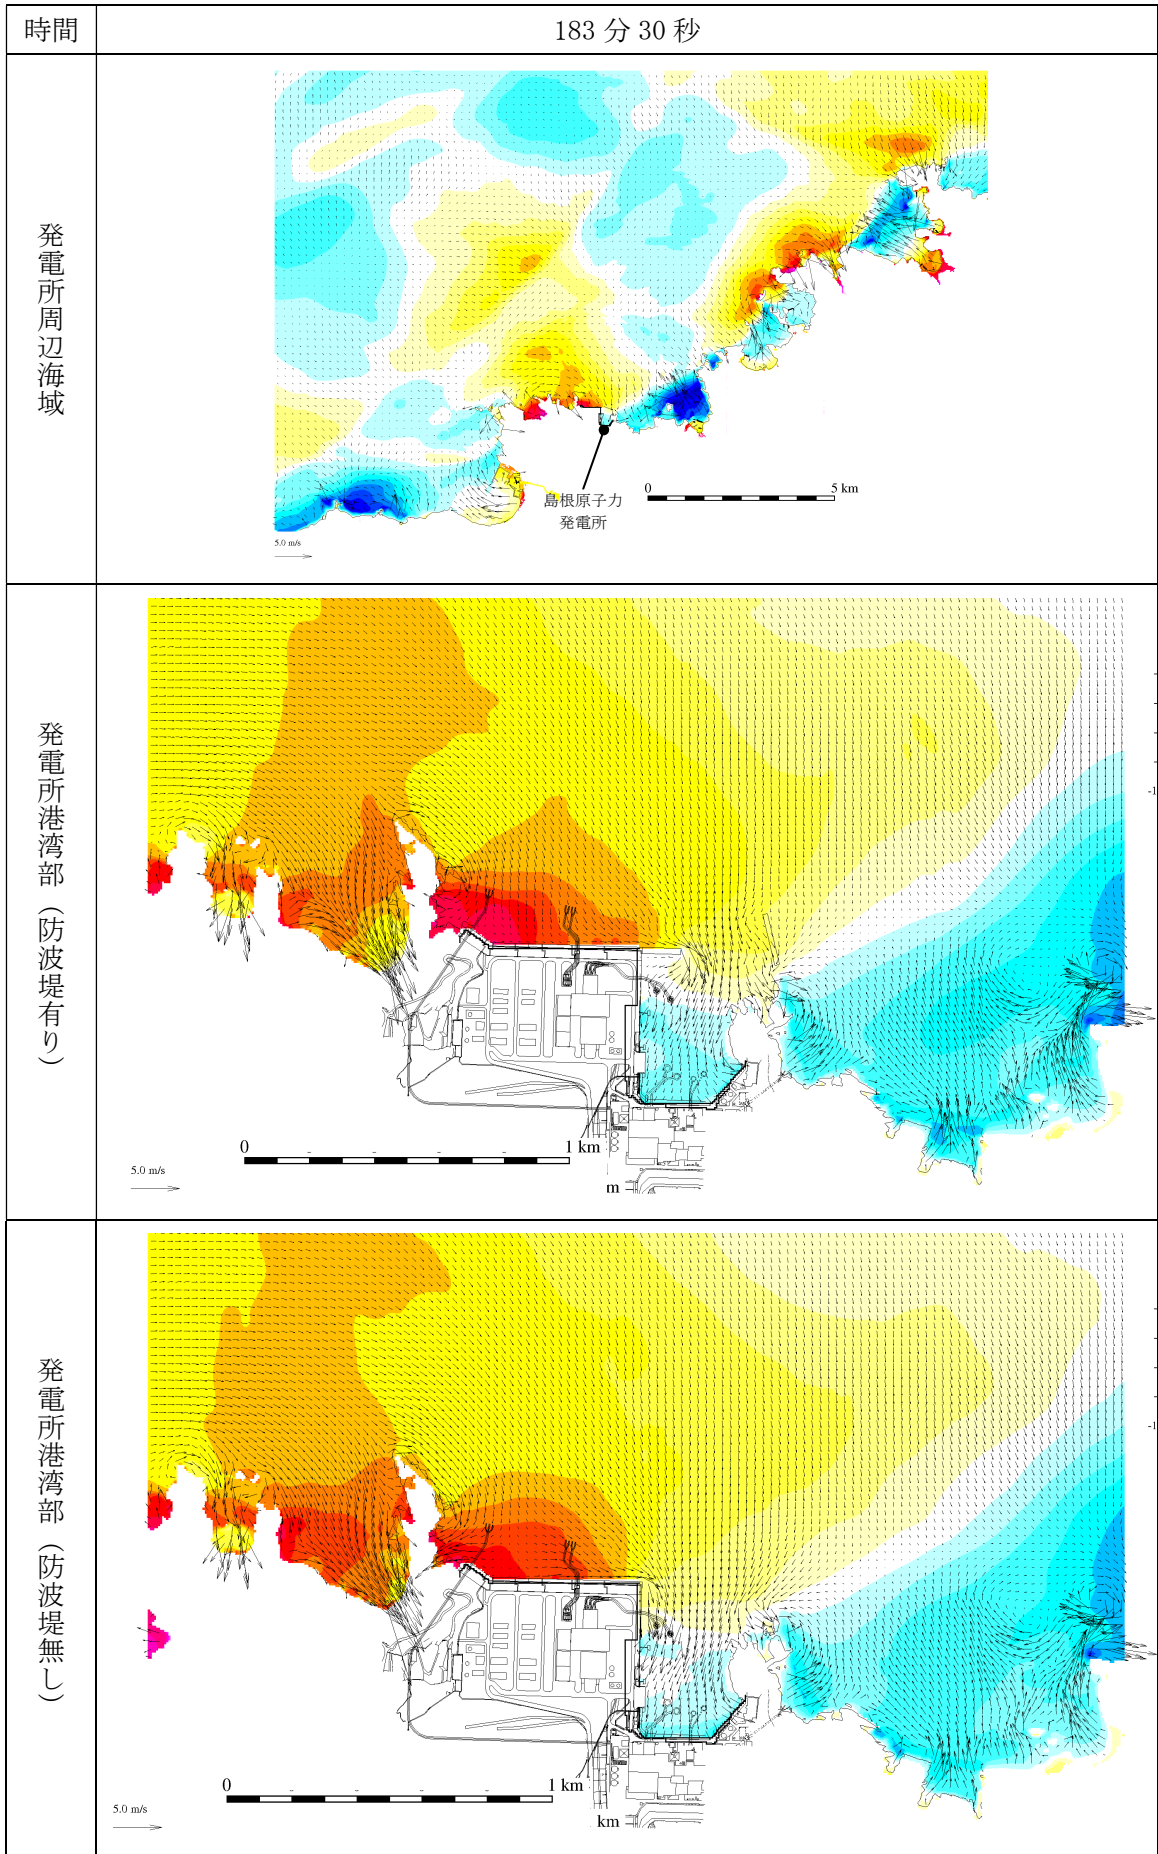 時間
183 分 30 秒
発電所周辺海域
島根原子力
発電所
0
5 km
5.0 m/s
発電所港湾部（防波堤有り）
-1
0
1 km
5.0 m/s
m
発電所港湾部（防波堤無し）
-1
0
1 km
5.0 m/s
km